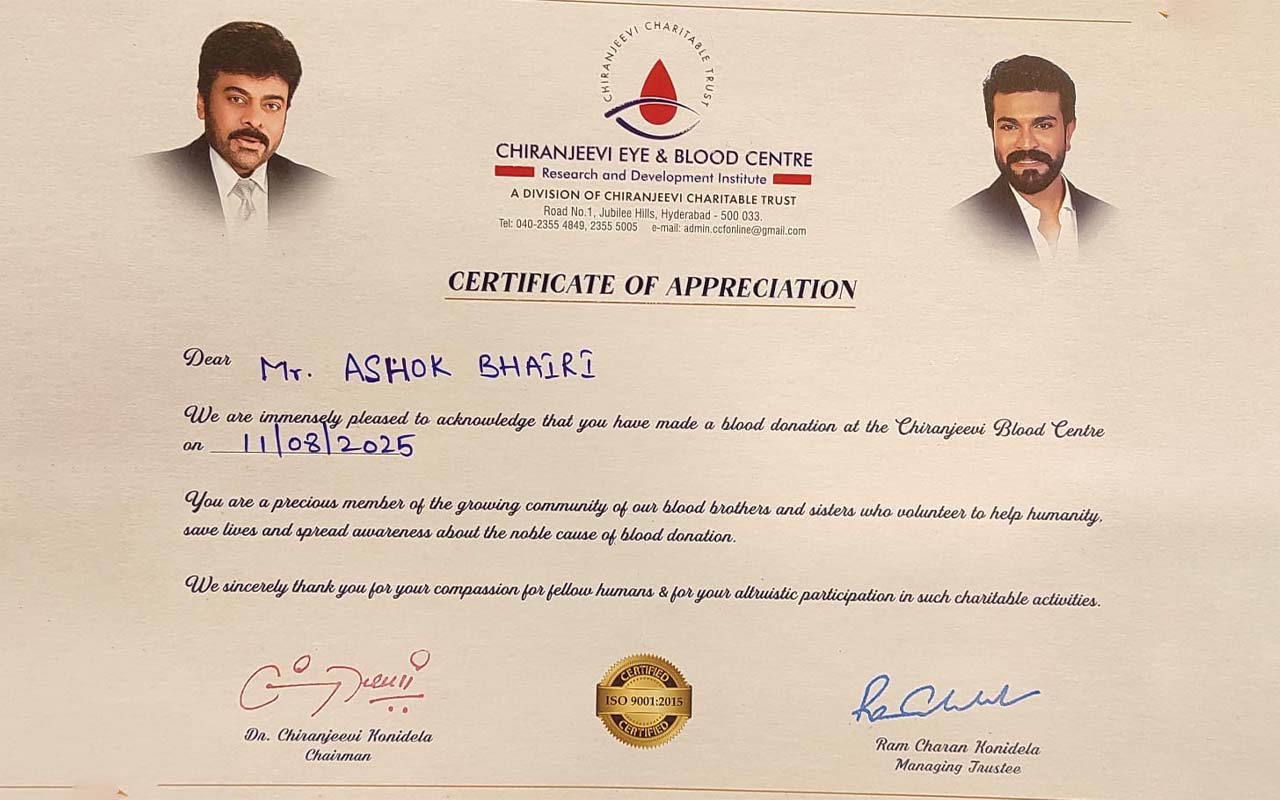 CHIRANJEEVI CHARITABLE TRUST
CHIRANJEEVI EYE & BLOOD CENTRE
Research and Development Institute
A DIVISION OF CHIRANJEEVI CHARITABLE TRUST
Road No.1, Jubilee Hills, Hyderabad - 500 033.
Tel: 040-2355 4849, 2355 5005 e-mail: admin.ccfonline@gmail.com
CERTIFICATE OF APPRECIATION
Dear Mr. ASHOK BHAIRI
We are immensely pleased to acknowledge that you have made a blood donation at the Chiranjeevi Blood Centre
on 11/08/2025
You are a precious member of the growing community of our blood brothers and sisters who volunteer to help humanity,
save lives and spread awareness about the noble cause of blood donation.
We sincerely thank you for your compassion for fellow humans & for your altruistic participation in such charitable activities.
CERTIFIED
ISO 9001:2015
CERTIFIED
Dr. Chiranjeevi Konidela
Chairman
Ram Charan Konidela
Managing Trustee